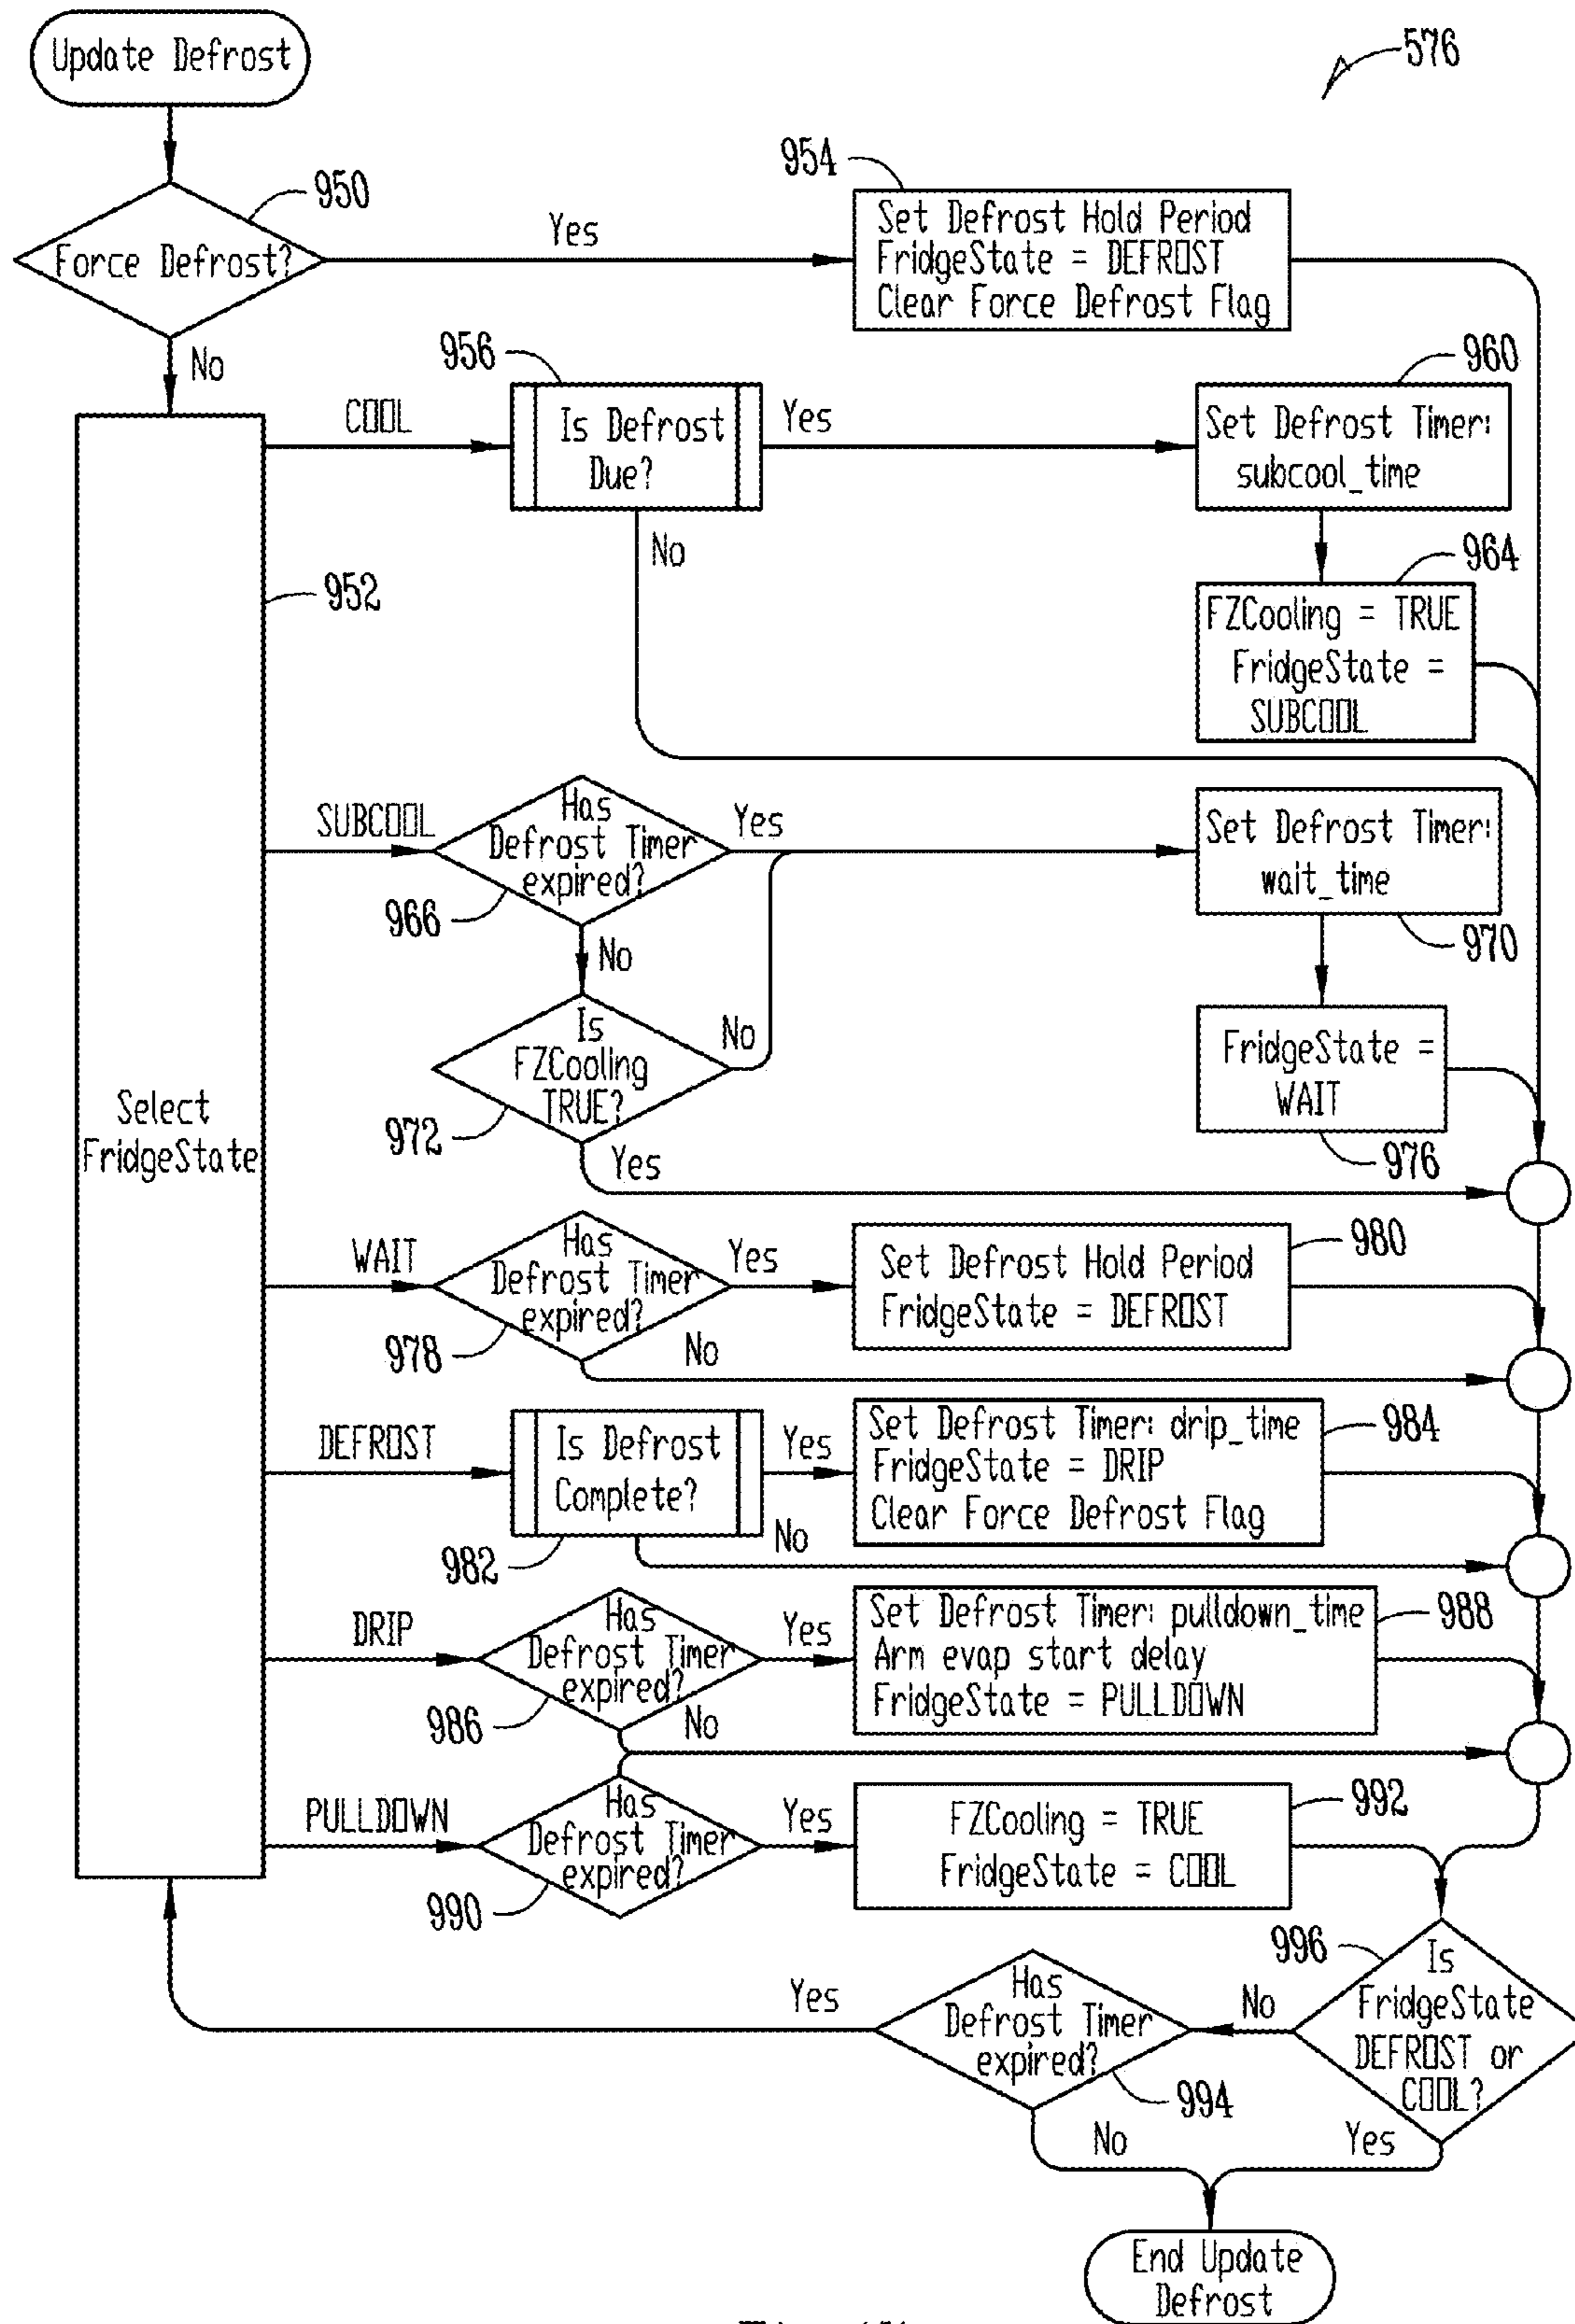 Update Defrost
576
950
Force Defrost?
Yes
No
954
Set Defrost Hold Period
FridgeState = DEFROST
Clear Force Defrost Flag
952
Select
FridgeState
COOL
956
Is Defrost
Due?
Yes
No
960
Set Defrost Timer:
subcool_time
964
FZCooling = TRUE
FridgeState =
SUBCOOL
SUBCOOL
Has
Defrost Timer
expired?
966
Yes
No
Set Defrost Timer:
wait_time
970
Is
FZCooling
TRUE?
972
No
Yes
FridgeState =
WAIT
976
WAIT
Has
Defrost Timer
expired?
978
Yes
No
Set Defrost Hold Period
FridgeState = DEFROST
980
DEFROST
Is Defrost
Complete?
982
Yes
No
Set Defrost Timer: drip_time
FridgeState = DRIP
Clear Force Defrost Flag
984
DRIP
Has
Defrost Timer
expired?
986
Yes
No
Set Defrost Timer: pulldown_time
Arm evap start delay
FridgeState = PULLDOWN
988
PULLDOWN
Has
Defrost Timer
expired?
990
Yes
FZCooling = TRUE
FridgeState = COOL
992
996
Is
FridgeState
DEFROST or
COOL?
No
Yes
Has
Defrost Timer
expired?
994
Yes
No
End Update
Defrost